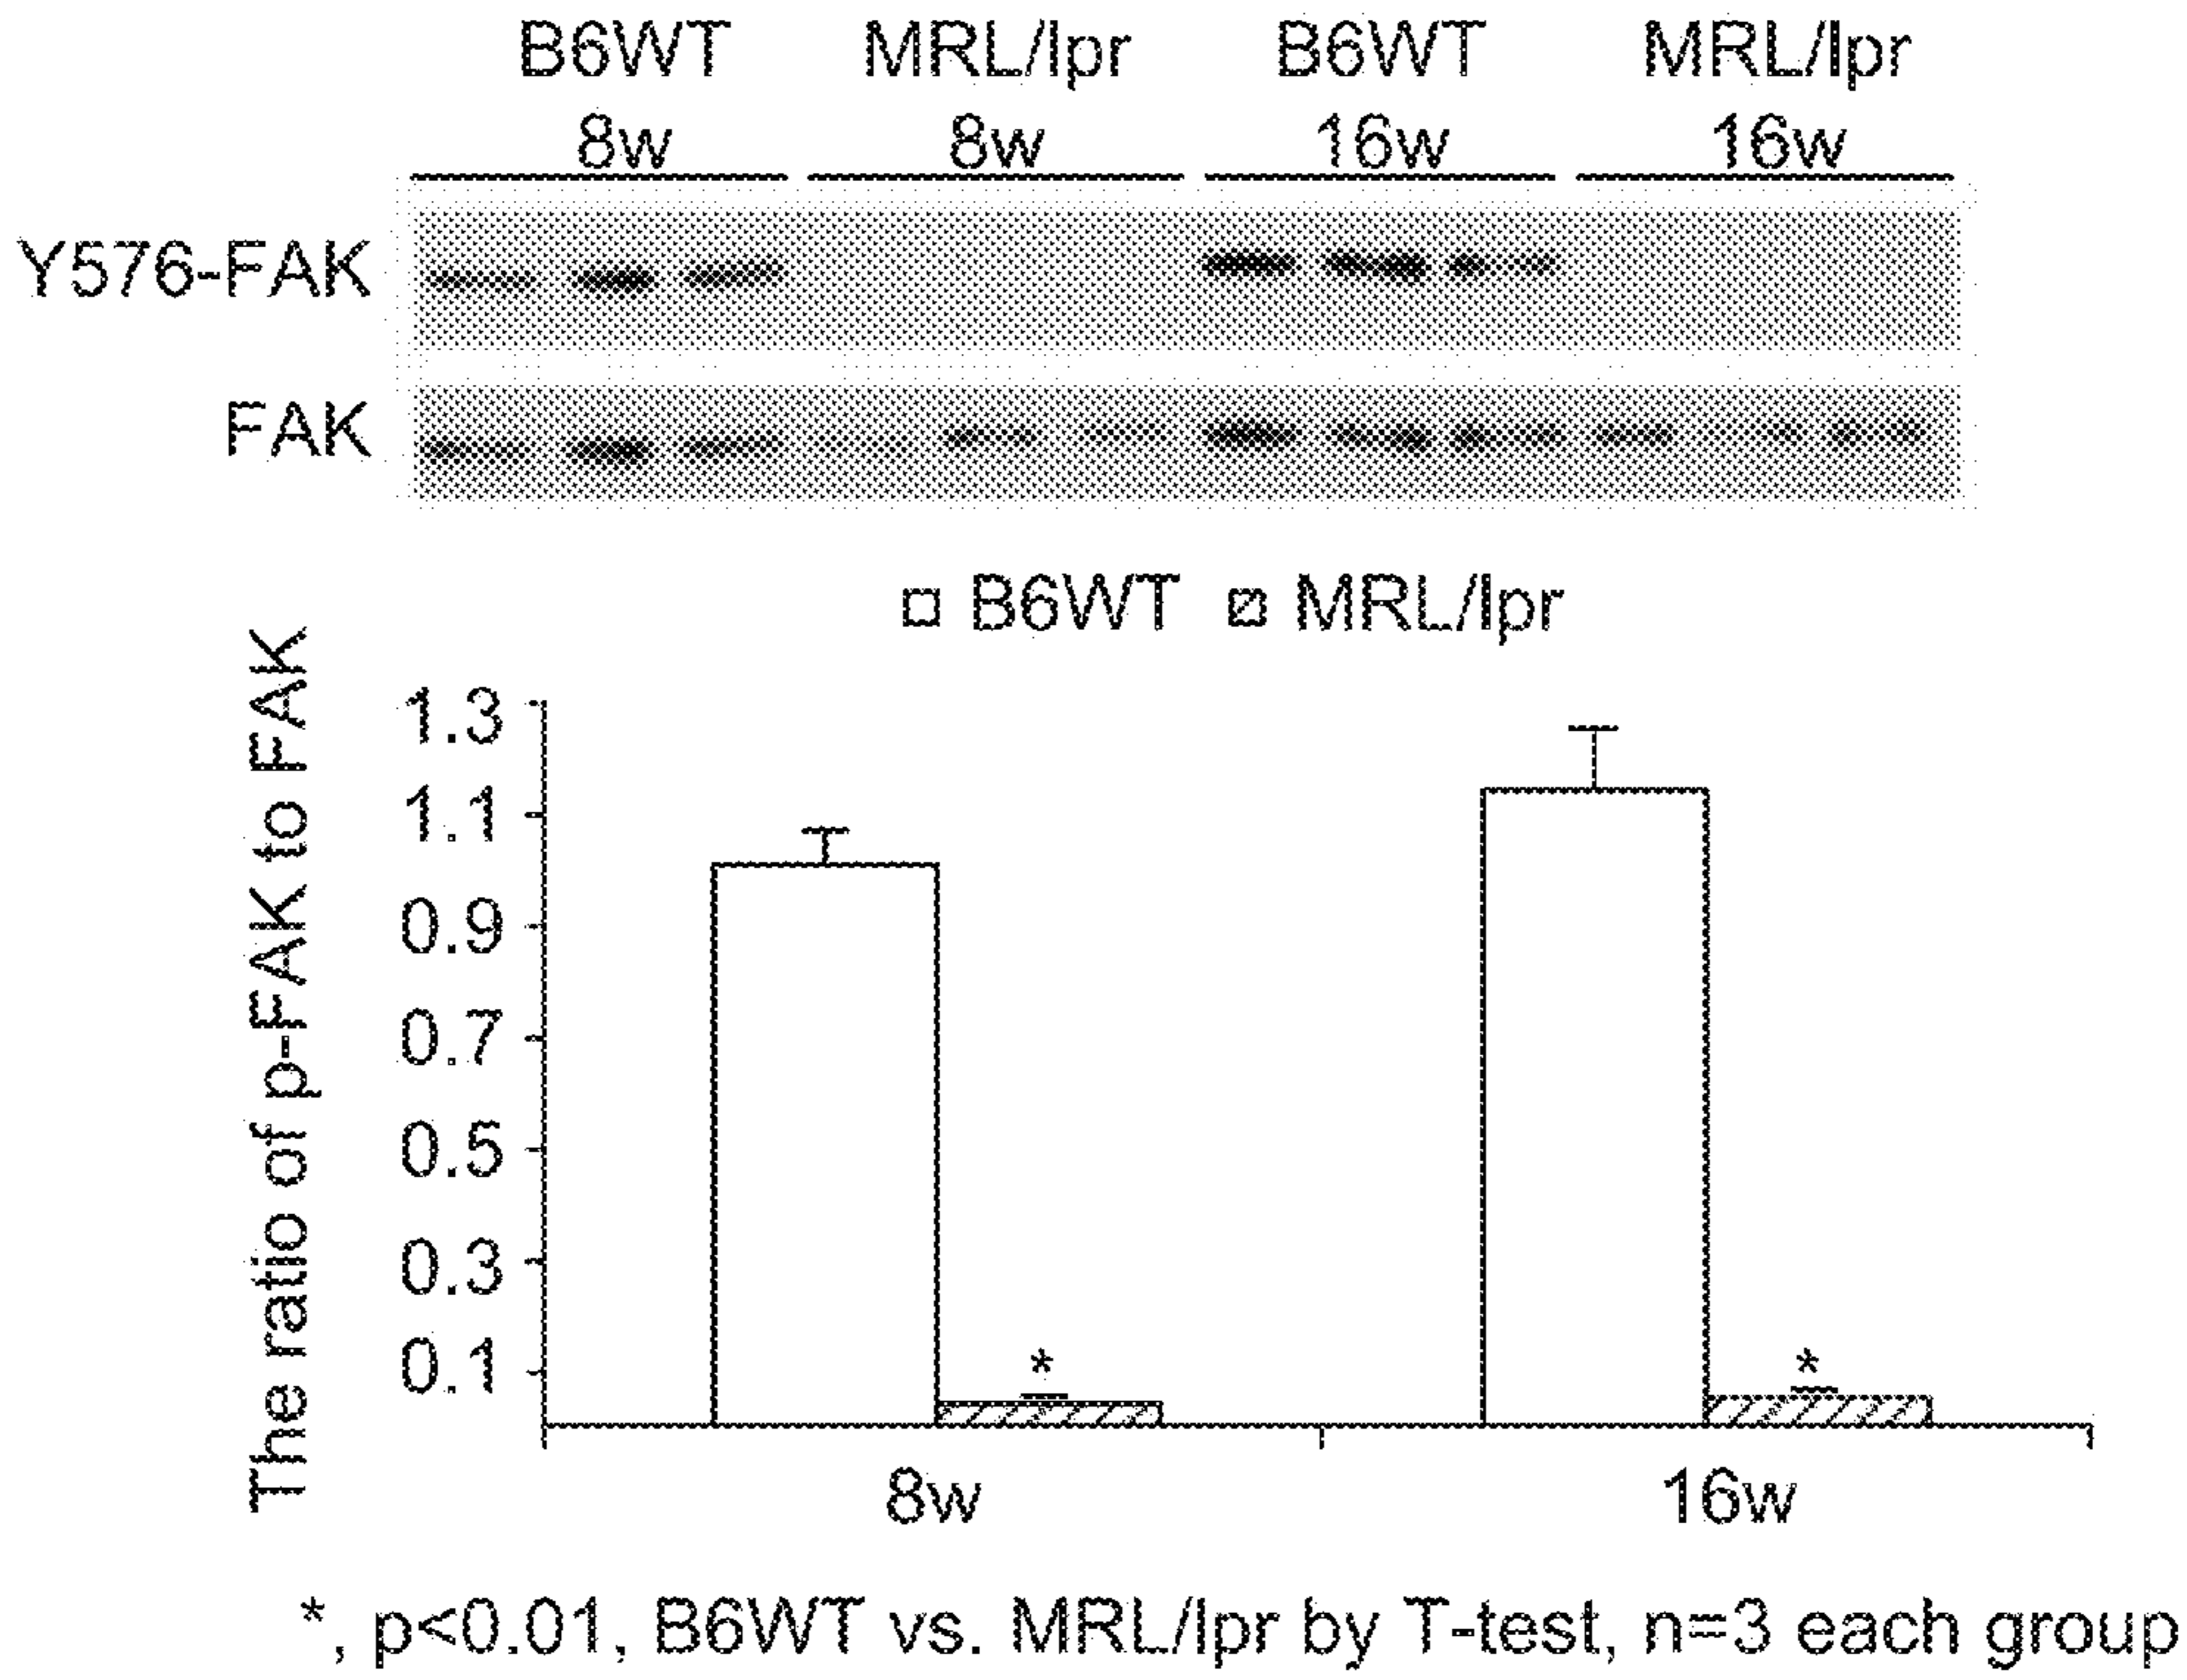 B6WT MRL/lpr B6WT MRL/lpr
8w 8w 16w 16w
Y576-FAK
FAK
B6WT MRL/lpr
The ratio of p-FAK to FAK
1.3
1.1
0.9
0.7
0.5
0.3
0.1
* *
8w 16w
*, p<0.01, B6WT vs. MRL/lpr by T-test, n=3 each group